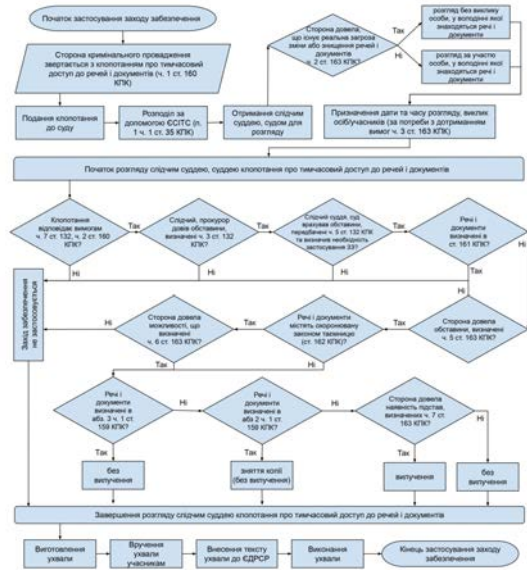 Початок застосування заходу забезпечення
Сторона кримінального провадження
звертається з клопотанням про тимчасовий
доступ до речей і документів (ч. 1 ст. 160
КПК)
Сторона довела,
що існує реальна загроза
зміни або знищення речей і
документів
ч. 2 ст. 163 КПК?
Так
Ні
розгляд без виклику
особи, у володінні якої
знаходяться речі і
документи
розгляд за участю
особи, у володінні якої
знаходяться речі і
документи
Подання клопотання
до суду
Розподіл за
допомогою ЄСІТС (п.
1 ч. 1 ст. 35 КПК)
Отримання слідчим
суддею, судом для
розгляду
Призначення дати та часу розгляду, виклик
осіб/учасників (за потреби з дотриманням
вимог ч. 3 ст. 163 КПК)
Початок розгляду слідчим суддею, суддею клопотання про тимчасовий доступ до речей і документів
Клопотання
відповідає вимогам
ч. 7 ст. 132, ч. 2 ст. 160
КПК?
Так
Слідчий, прокурор
довів обставини,
визначені ч. 3 ст. 132
КПК?
Так
Слідчий суддя, суд
врахував обставини,
передбачені ч. 5 ст. 132 КПК
та визначив необхідність
застосування ЗЗ?
Так
Речі і
документи
визначені в
ст. 161 КПК?
Ні
Ні
Ні
Так
Ні
Захід забезпечення
не застосовується
Ні
Сторона довела
можливості, що
визначені
ч. 6 ст. 163 КПК?
Так
Речі і
документи
містять охоронювану
законом таємницю
(ст. 162 КПК)?
Так
Сторона довела
обставини, визначені
ч. 5 ст. 163 КПК?
Ні
Так
Ні
Речі і
документи
визначені в
абз. 3 ч. 1 ст.
159 КПК?
Ні
Речі і
документи
визначені в
абз 2 ч. 1 ст.
159 КПК?
Ні
Сторона довела
наявність підстав,
визначених ч. 7 ст.
163 КПК?
Ні
Так
Так
Так
без
вилучення
зняття копії
(без вилучення)
вилучення
без
вилучення
Завершення розгляду слідчим суддею клопотання про тимчасовий доступ до речей і документів
Виготовлення
ухвали
Вручення
ухвали
учасникам
Внесення тексту
ухвали до ЄДРСР
Виконання
ухвали
Кінець застосування заходу
забезпечення